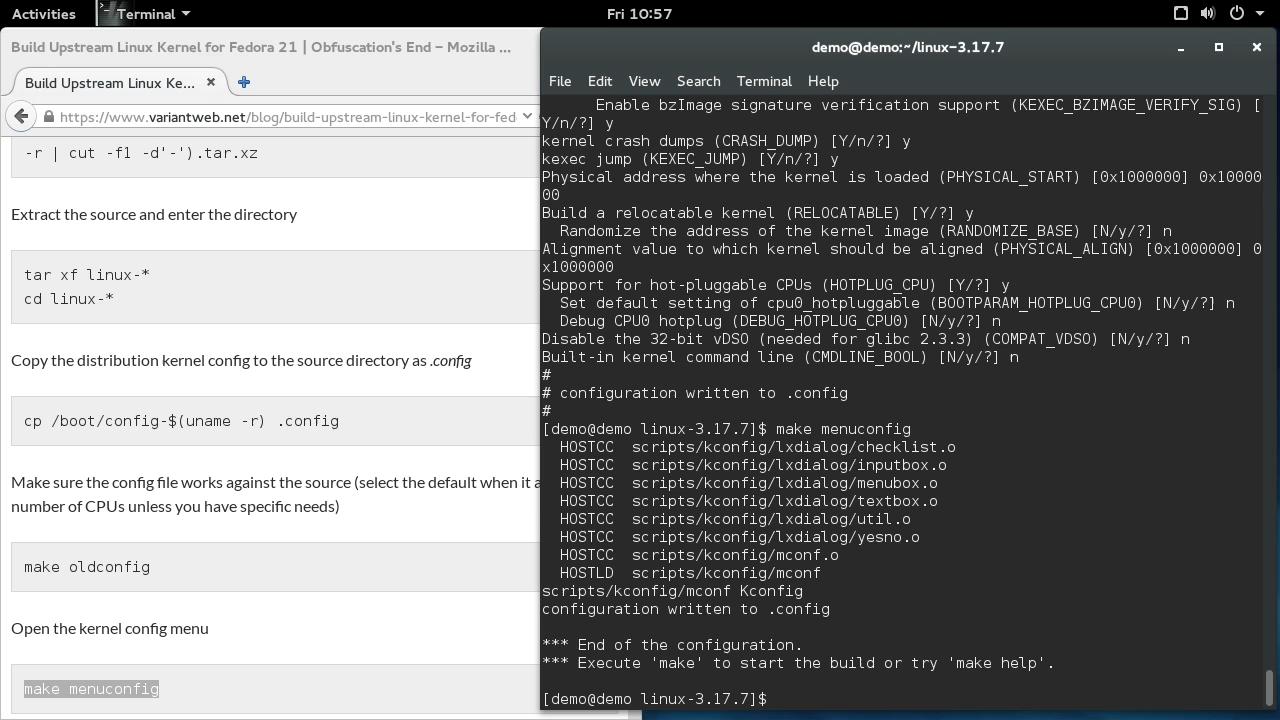 Activities
Terminal
Fri 10:57
Build Upstream Linux Kernel for Fedora 21 | Obfuscation's End – Mozilla ...
Build Upstream Linux Ke...
https://www.variantweb.net/blog/build-upstream-linux-kernel-for-fed
-r | cut -f1 -d'-').tar.xz
Extract the source and enter the directory
tar xf linux-*
cd linux-*
Copy the distribution kernel config to the source directory as .config
cp /boot/config-$(uname -r) .config
Make sure the config file works against the source (select the default when it a
number of CPUs unless you have specific needs)
make oldconfig
Open the kernel config menu
make menuconfig
demo@demo:~/linux-3.17.7
File Edit View Search Terminal Help
Enable bzImage signature verification support (KEXEC_BZIMAGE_VERIFY_SIG) [
Y/n/?] y
kernel crash dumps (CRASH_DUMP) [Y/n/?] y
kexec jump (KEXEC_JUMP) [Y/n/?] y
Physical address where the kernel is loaded (PHYSICAL_START) [0x1000000] 0x10000
00
Build a relocatable kernel (RELOCATABLE) [Y/?] y
Randomize the address of the kernel image (RANDOMIZE_BASE) [N/y/?] n
Alignment value to which kernel should be aligned (PHYSICAL_ALIGN) [0x1000000] 0
x1000000
Support for hot-pluggable CPUs (HOTPLUG_CPU) [Y/?] y
Set default setting of cpu0_hotpluggable (BOOTPARAM_HOTPLUG_CPU0) [N/y/?] n
Debug CPU0 hotplug (DEBUG_HOTPLUG_CPU0) [N/y/?] n
Disable the 32-bit vDSO (needed for glibc 2.3.3) (COMPAT_VDSO) [N/y/?] n
Built-in kernel command line (CMDLINE_BOOL) [N/y/?] n
#
# configuration written to .config
#
[demo@demo linux-3.17.7]$ make menuconfig
HOSTCC  scripts/kconfig/lxdialog/checklist.o
HOSTCC  scripts/kconfig/lxdialog/inputbox.o
HOSTCC  scripts/kconfig/lxdialog/menubox.o
HOSTCC  scripts/kconfig/lxdialog/textbox.o
HOSTCC  scripts/kconfig/lxdialog/util.o
HOSTCC  scripts/kconfig/lxdialog/yesno.o
HOSTCC  scripts/kconfig/mconf.o
HOSTLD  scripts/kconfig/mconf
scripts/kconfig/mconf Kconfig
configuration written to .config
*** End of the configuration.
*** Execute 'make' to start the build or try 'make help'.
[demo@demo linux-3.17.7]$